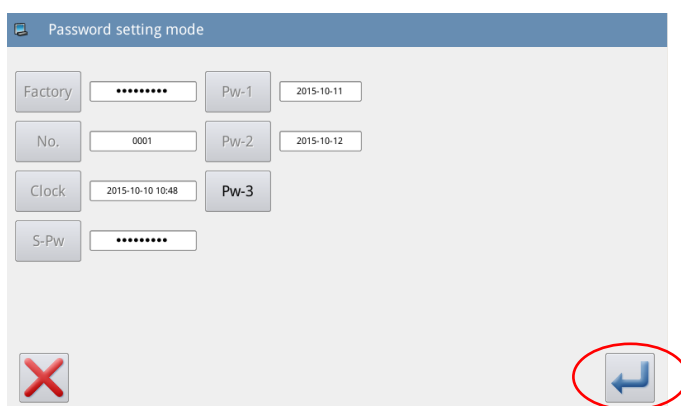 Password setting mode
Factory ••••••••• Pw-1 2015-10-11
No. 0001 Pw-2 2015-10-12
Clock 2015-10-10 10:48 Pw-3
S-Pw •••••••••